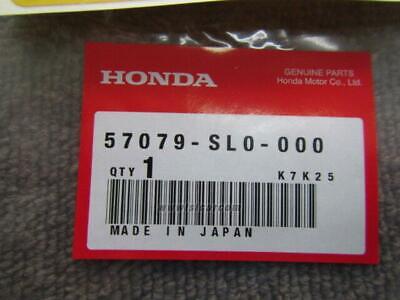 HONDA
GENUINE PARTS
Honda Motor Co., Ltd.
57079-SL0-000
QTY 1
K7K25
MADE IN JAPAN